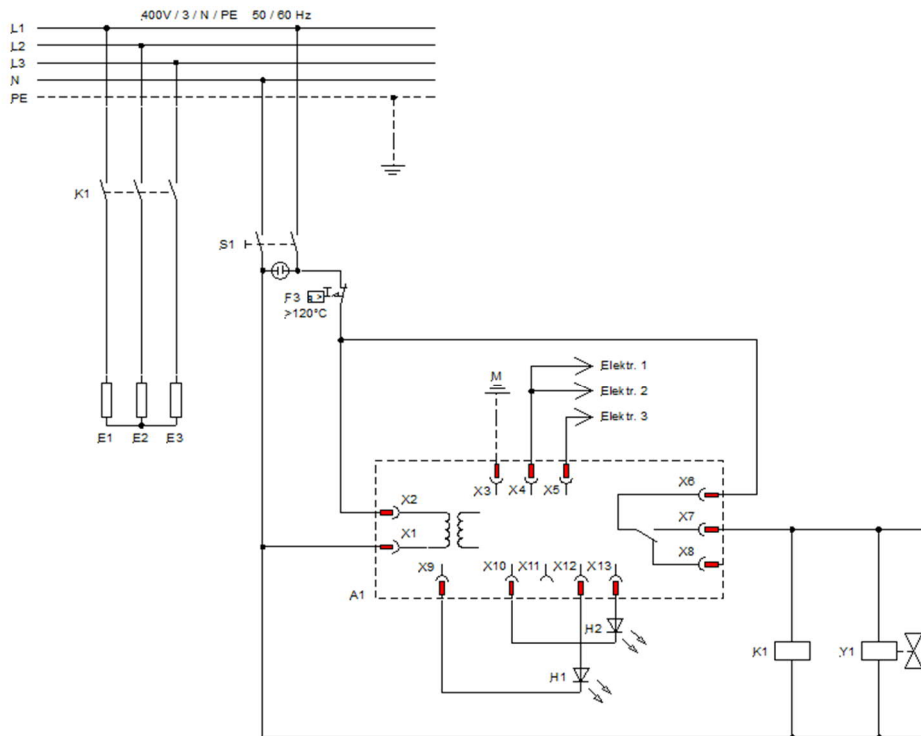 400V / 3 / N / PE 50 / 60 Hz
L1
L2
L3
N
PE
K1
S1
F3
>120°C
E1 E2 E3
M
Elektr. 1
Elektr. 2
Elektr. 3
X3 X4 X5
X6
X2
X7
X1
X8
X9 X10 X11 X12 X13
A1
H2
H1
K1 Y1